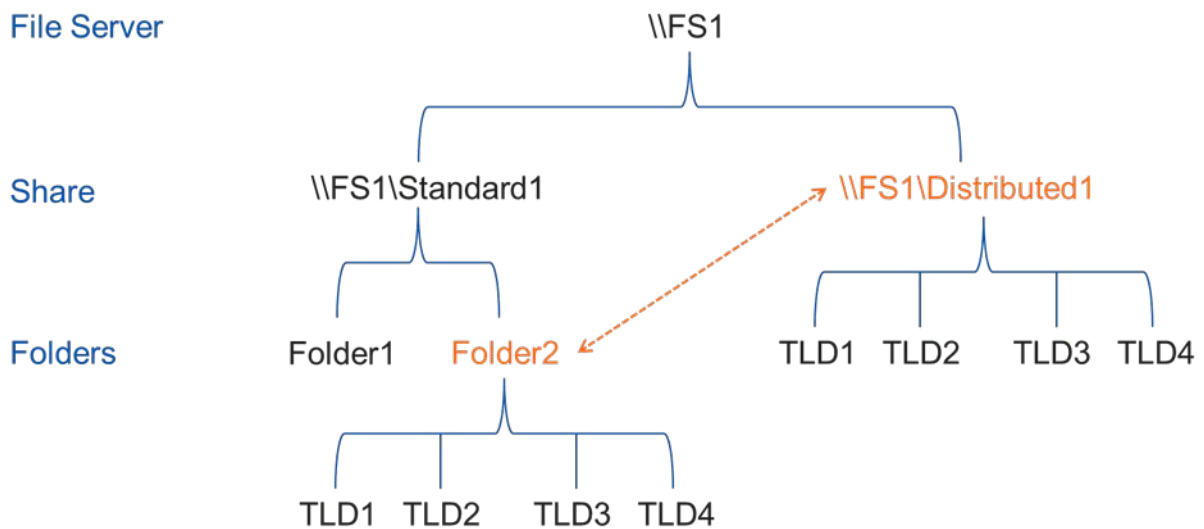 File Server \\FS1
Share \\FS1\Standard1 \\FS1\Distributed1
Folders Folder1 Folder2 TLD1 TLD2 TLD3 TLD4
TLD1 TLD2 TLD3 TLD4